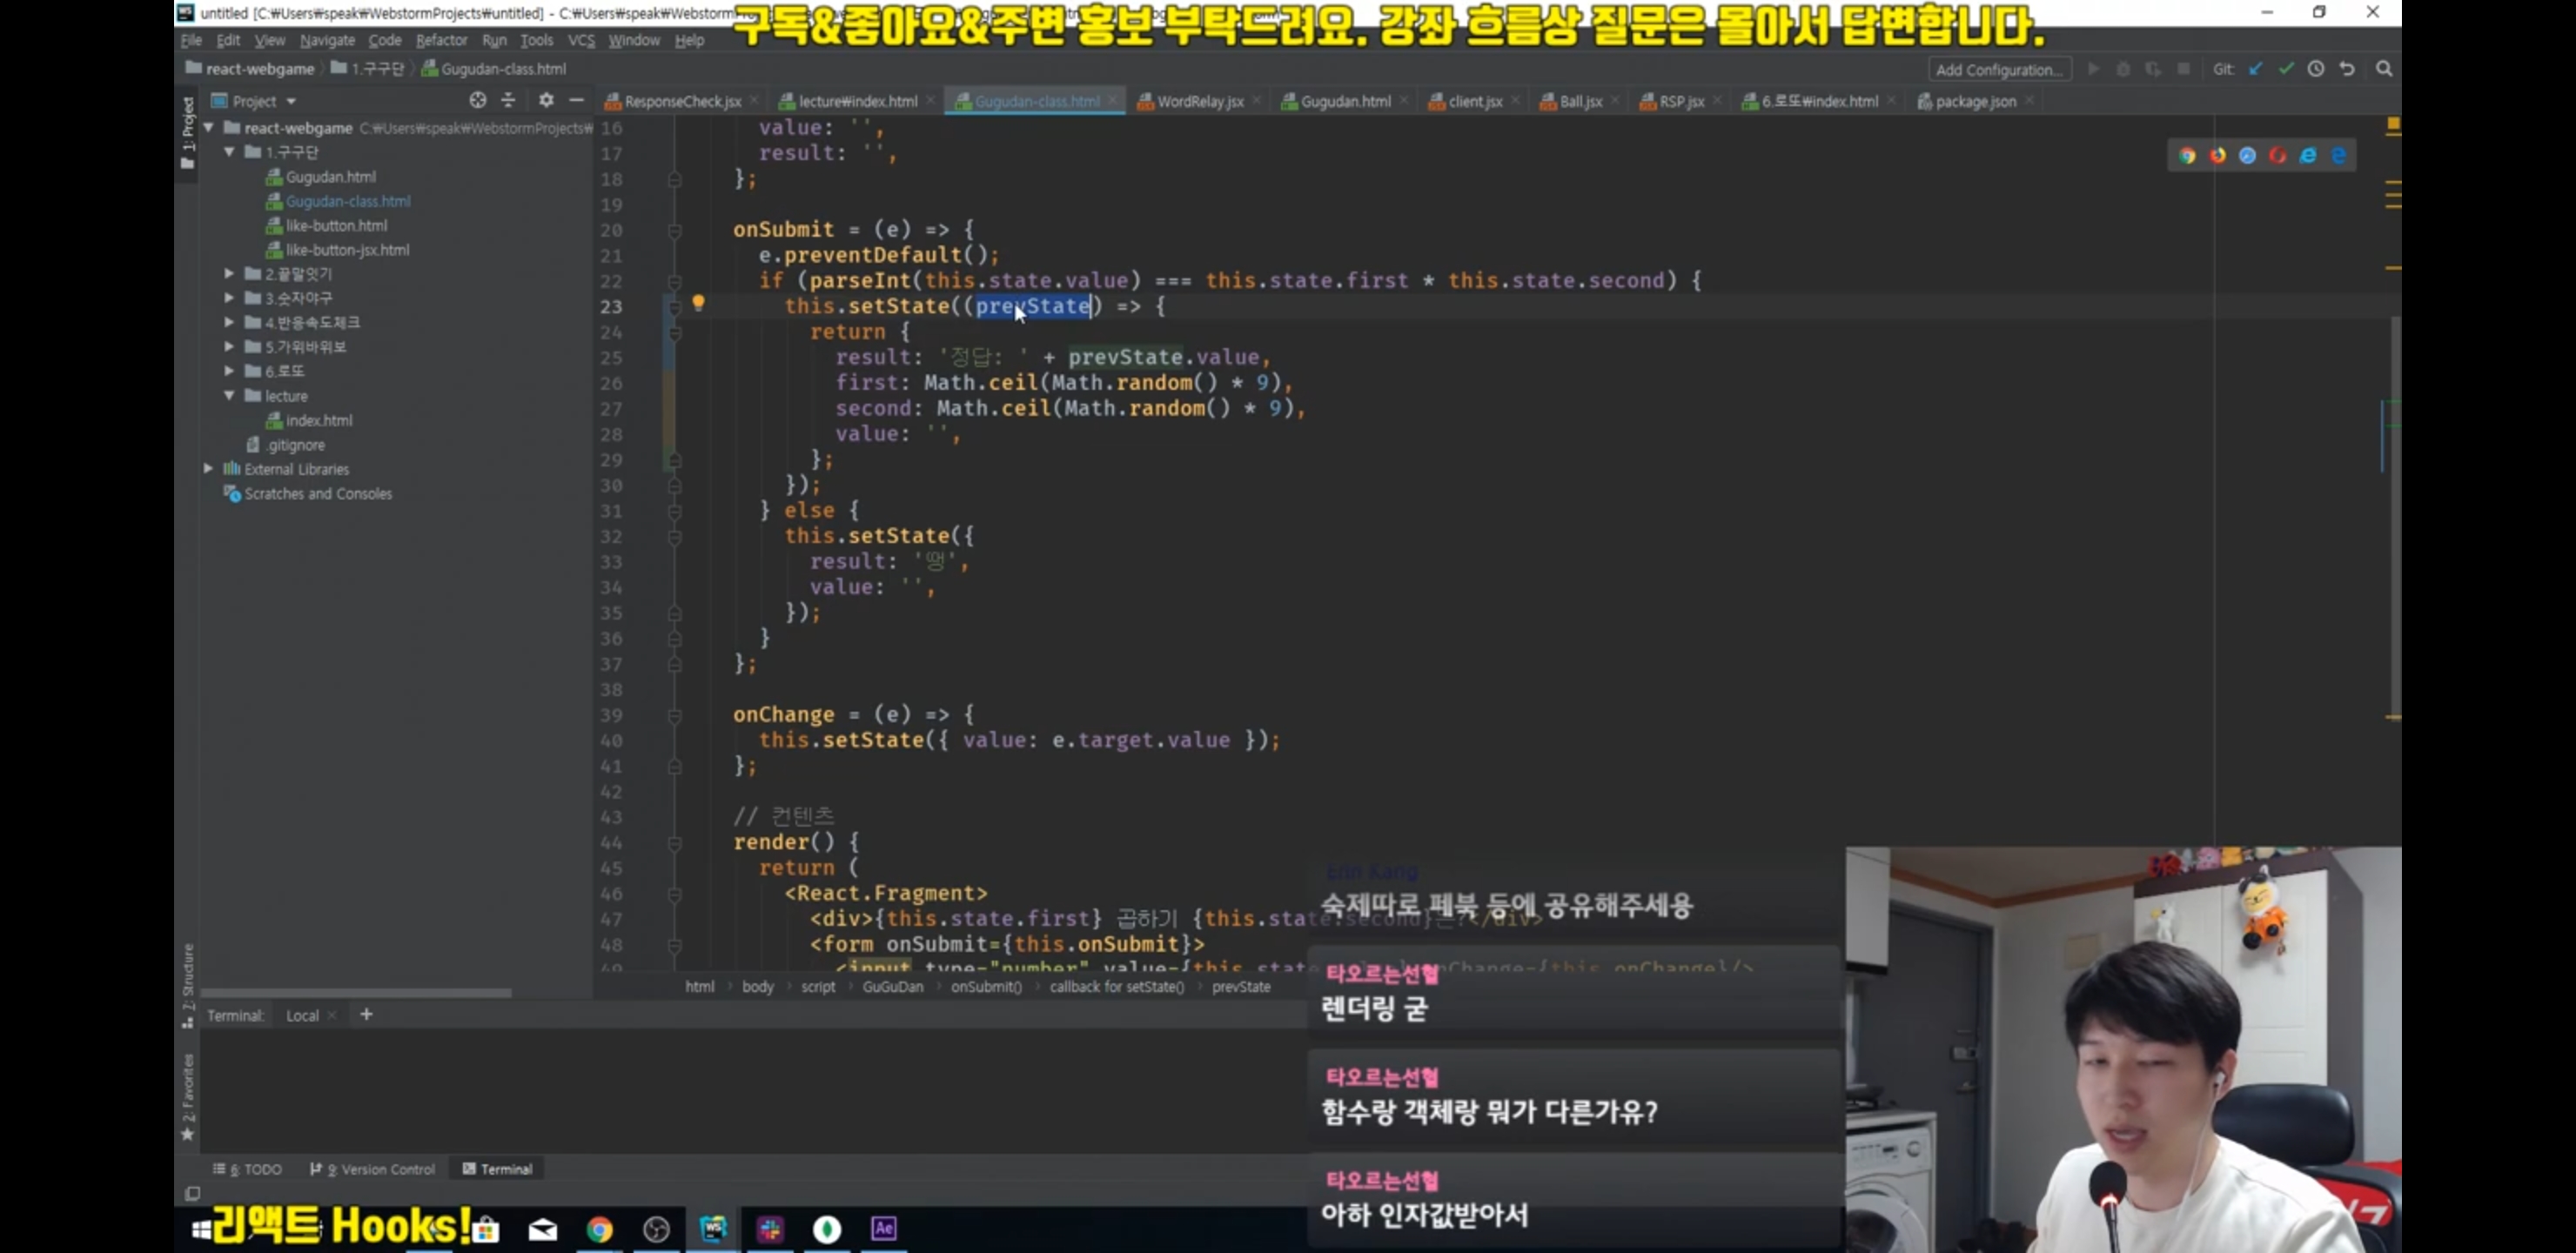 untitled [C:₩Users₩speak₩WebstormProjects₩untitled] - C:₩Users₩speak₩WebstormPro
구독&좋아요&주변 홍보 부탁드려요. 강좌 흐름상 질문은 몰아서 답변합니다.
File Edit View Navigate Code Refactor Run Tools VCS Window Help
react-webgame 1.구구단 Gugudan-class.html
Add Configuration... Git:
Project
ResponseCheck.jsx lecture₩index.html Gugudan-class.html WordRelay.jsx Gugudan.html client.jsx Ball.jsx RSP.jsx 6.로또₩index.html package.json
1: Project
react-webgame C:₩Users₩speak₩WebstormProjects₩
1.구구단
Gugudan.html
Gugudan-class.html
like-button.html
like-button-jsx.html
2.끝말잇기
3.숫자야구
4.반응속도체크
5.가위바위보
6.로또
lecture
index.html
.gitignore
External Libraries
Scratches and Consoles
16 value: '',
17 result: '',
18 };
19
20 onSubmit = (e) => {
21 e.preventDefault();
22 if (parseInt(this.state.value) === this.state.first * this.state.second) {
23 this.setState((prevState) => {
24 return {
25 result: '정답: ' + prevState.value,
26 first: Math.ceil(Math.random() * 9),
27 second: Math.ceil(Math.random() * 9),
28 value: '',
29 };
30 });
31 } else {
32 this.setState({
33 result: '땡',
34 value: '',
35 });
36 }
37 };
38
39 onChange = (e) => {
40 this.setState({ value: e.target.value });
41 };
42
43 // 컨텐츠
44 render() {
45 return (
46 <React.Fragment>
47 <div>{this.state.first} 곱하기 {this.state.second}는?</div>
48 <form onSubmit={this.onSubmit}>
49 <input type="number" value={this.state onChange={this.onChange}/>
html body script GuGuDan onSubmit() callback for setState() prevState
7: Structure
2: Favorites
Terminal: Local +
Kang
숙제따로 페북 등에 공유해주세용
타오르는선혈
렌더링 굳
타오르는선혈
함수랑 객체랑 뭐가 다른가유?
타오르는선혈
아하 인자값받아서
6: TODO 9: Version Control Terminal
리액트 Hooks!
WS
Ae